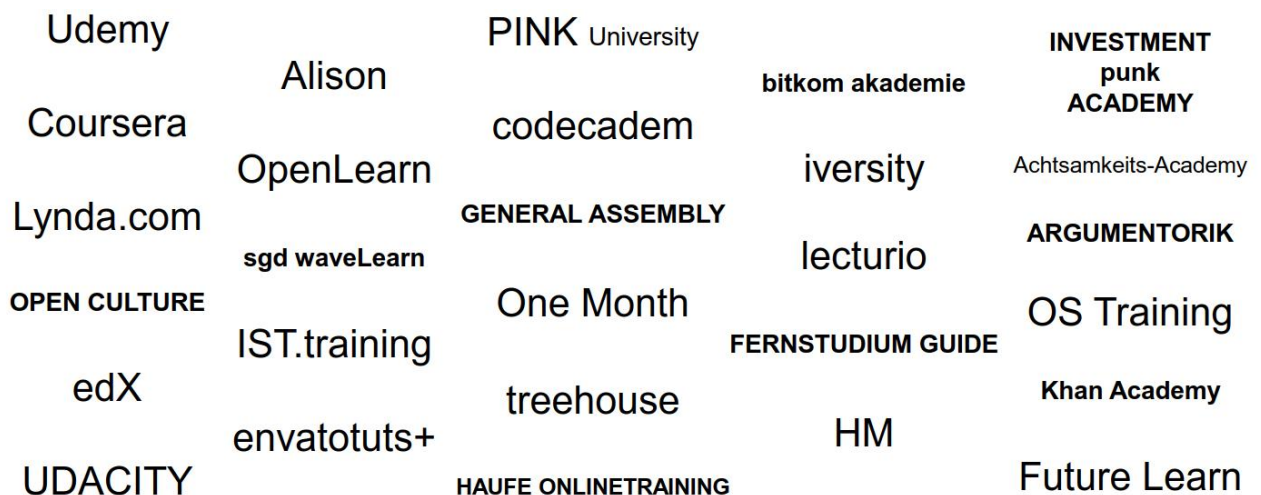 Udemy
Coursera
Lynda.com
OPEN CULTURE
edX
UDACITY
Alison
OpenLearn
sgd waveLearn
IST.training
envatotuts+
PINK University
codecadem
GENERAL ASSEMBLY
One Month
treehouse
HAUFE ONLINETRAINING
bitkom akademie
iversity
lecturio
FERNSTUDIUM GUIDE
HM
INVESTMENT
punk
ACADEMY
Achtsamkeits-Academy
ARGUMENTORIK
OS Training
Khan Academy
Future Learn